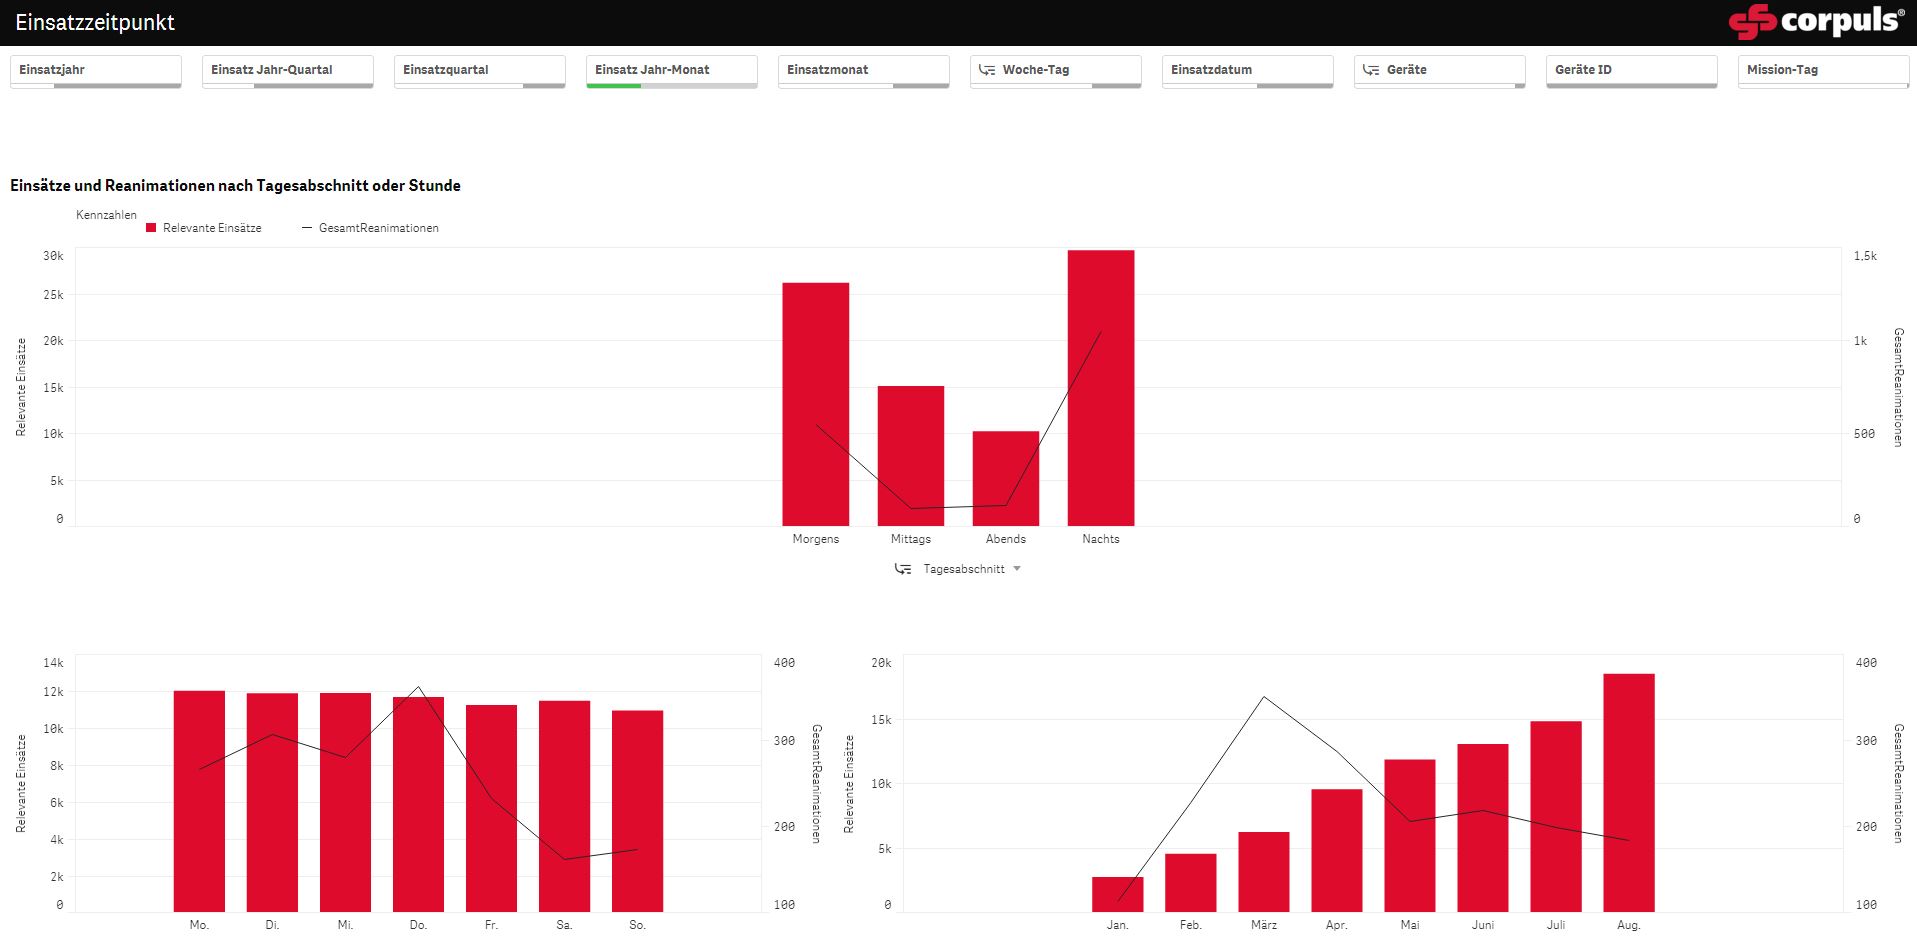 Einsatzzeitpunkt
corpuls®
Einsatzjahr
Einsatz Jahr-Quartal
Einsatzquartal
Einsatz Jahr-Monat
Einsatzmonat
Woche-Tag
Einsatzdatum
Geräte
Geräte ID
Mission-Tag
Einsätze und Reanimationen nach Tagesabschnitt oder Stunde
Kennzahlen
Relevante Einsätze
GesamtReanimationen
Relevante Einsätze
30k
25k
20k
15k
10k
5k
0
1,5k
1k
500
0
GesamtReanimationen
Morgens
Mittags
Abends
Nachts
Tagesabschnitt
Relevante Einsätze
14k
12k
10k
8k
6k
4k
2k
0
400
300
200
100
GesamtReanimationen
Mo.
Di.
Mi.
Do.
Fr.
Sa.
So.
Relevante Einsätze
20k
15k
10k
5k
0
400
300
200
100
GesamtReanimationen
Jan.
Feb.
März
Apr.
Mai
Juni
Juli
Aug.